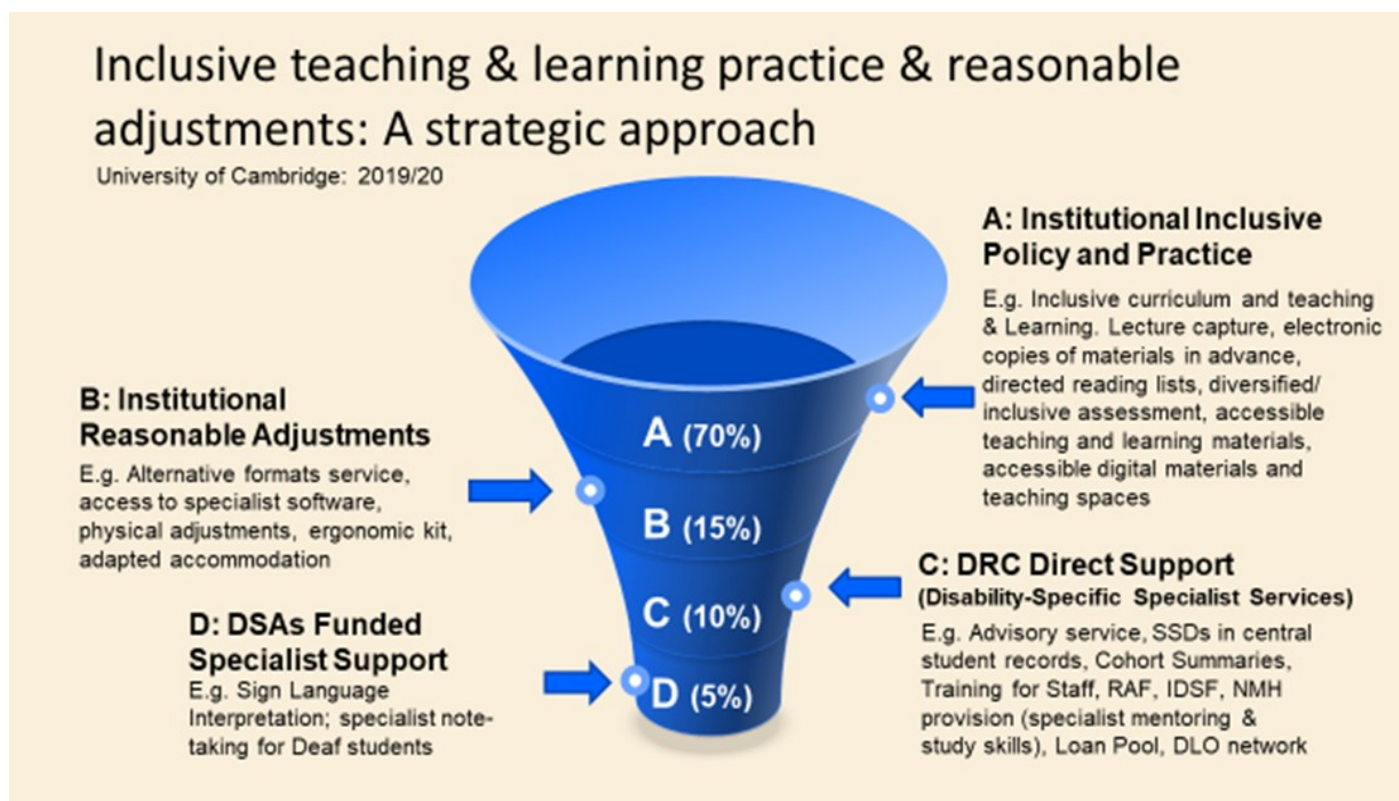 Inclusive teaching & learning practice & reasonable
adjustments: A strategic approach
University of Cambridge: 2019/20
A: Institutional Inclusive
Policy and Practice
E.g. Inclusive curriculum and teaching
& Learning. Lecture capture, electronic
copies of materials in advance,
directed reading lists, diversified/
inclusive assessment, accessible
teaching and learning materials,
accessible digital materials and
teaching spaces
B: Institutional
Reasonable Adjustments
E.g. Alternative formats service,
access to specialist software,
physical adjustments, ergonomic kit,
adapted accommodation
A (70%)
B (15%)
C (10%)
D (5%)
C: DRC Direct Support
(Disability-Specific Specialist Services)
E.g. Advisory service, SSDs in central
student records, Cohort Summaries,
Training for Staff, RAF, IDSF, NMH
provision (specialist mentoring &
study skills), Loan Pool, DLO network
D: DSAs Funded
Specialist Support
E.g. Sign Language
Interpretation; specialist note-
taking for Deaf students